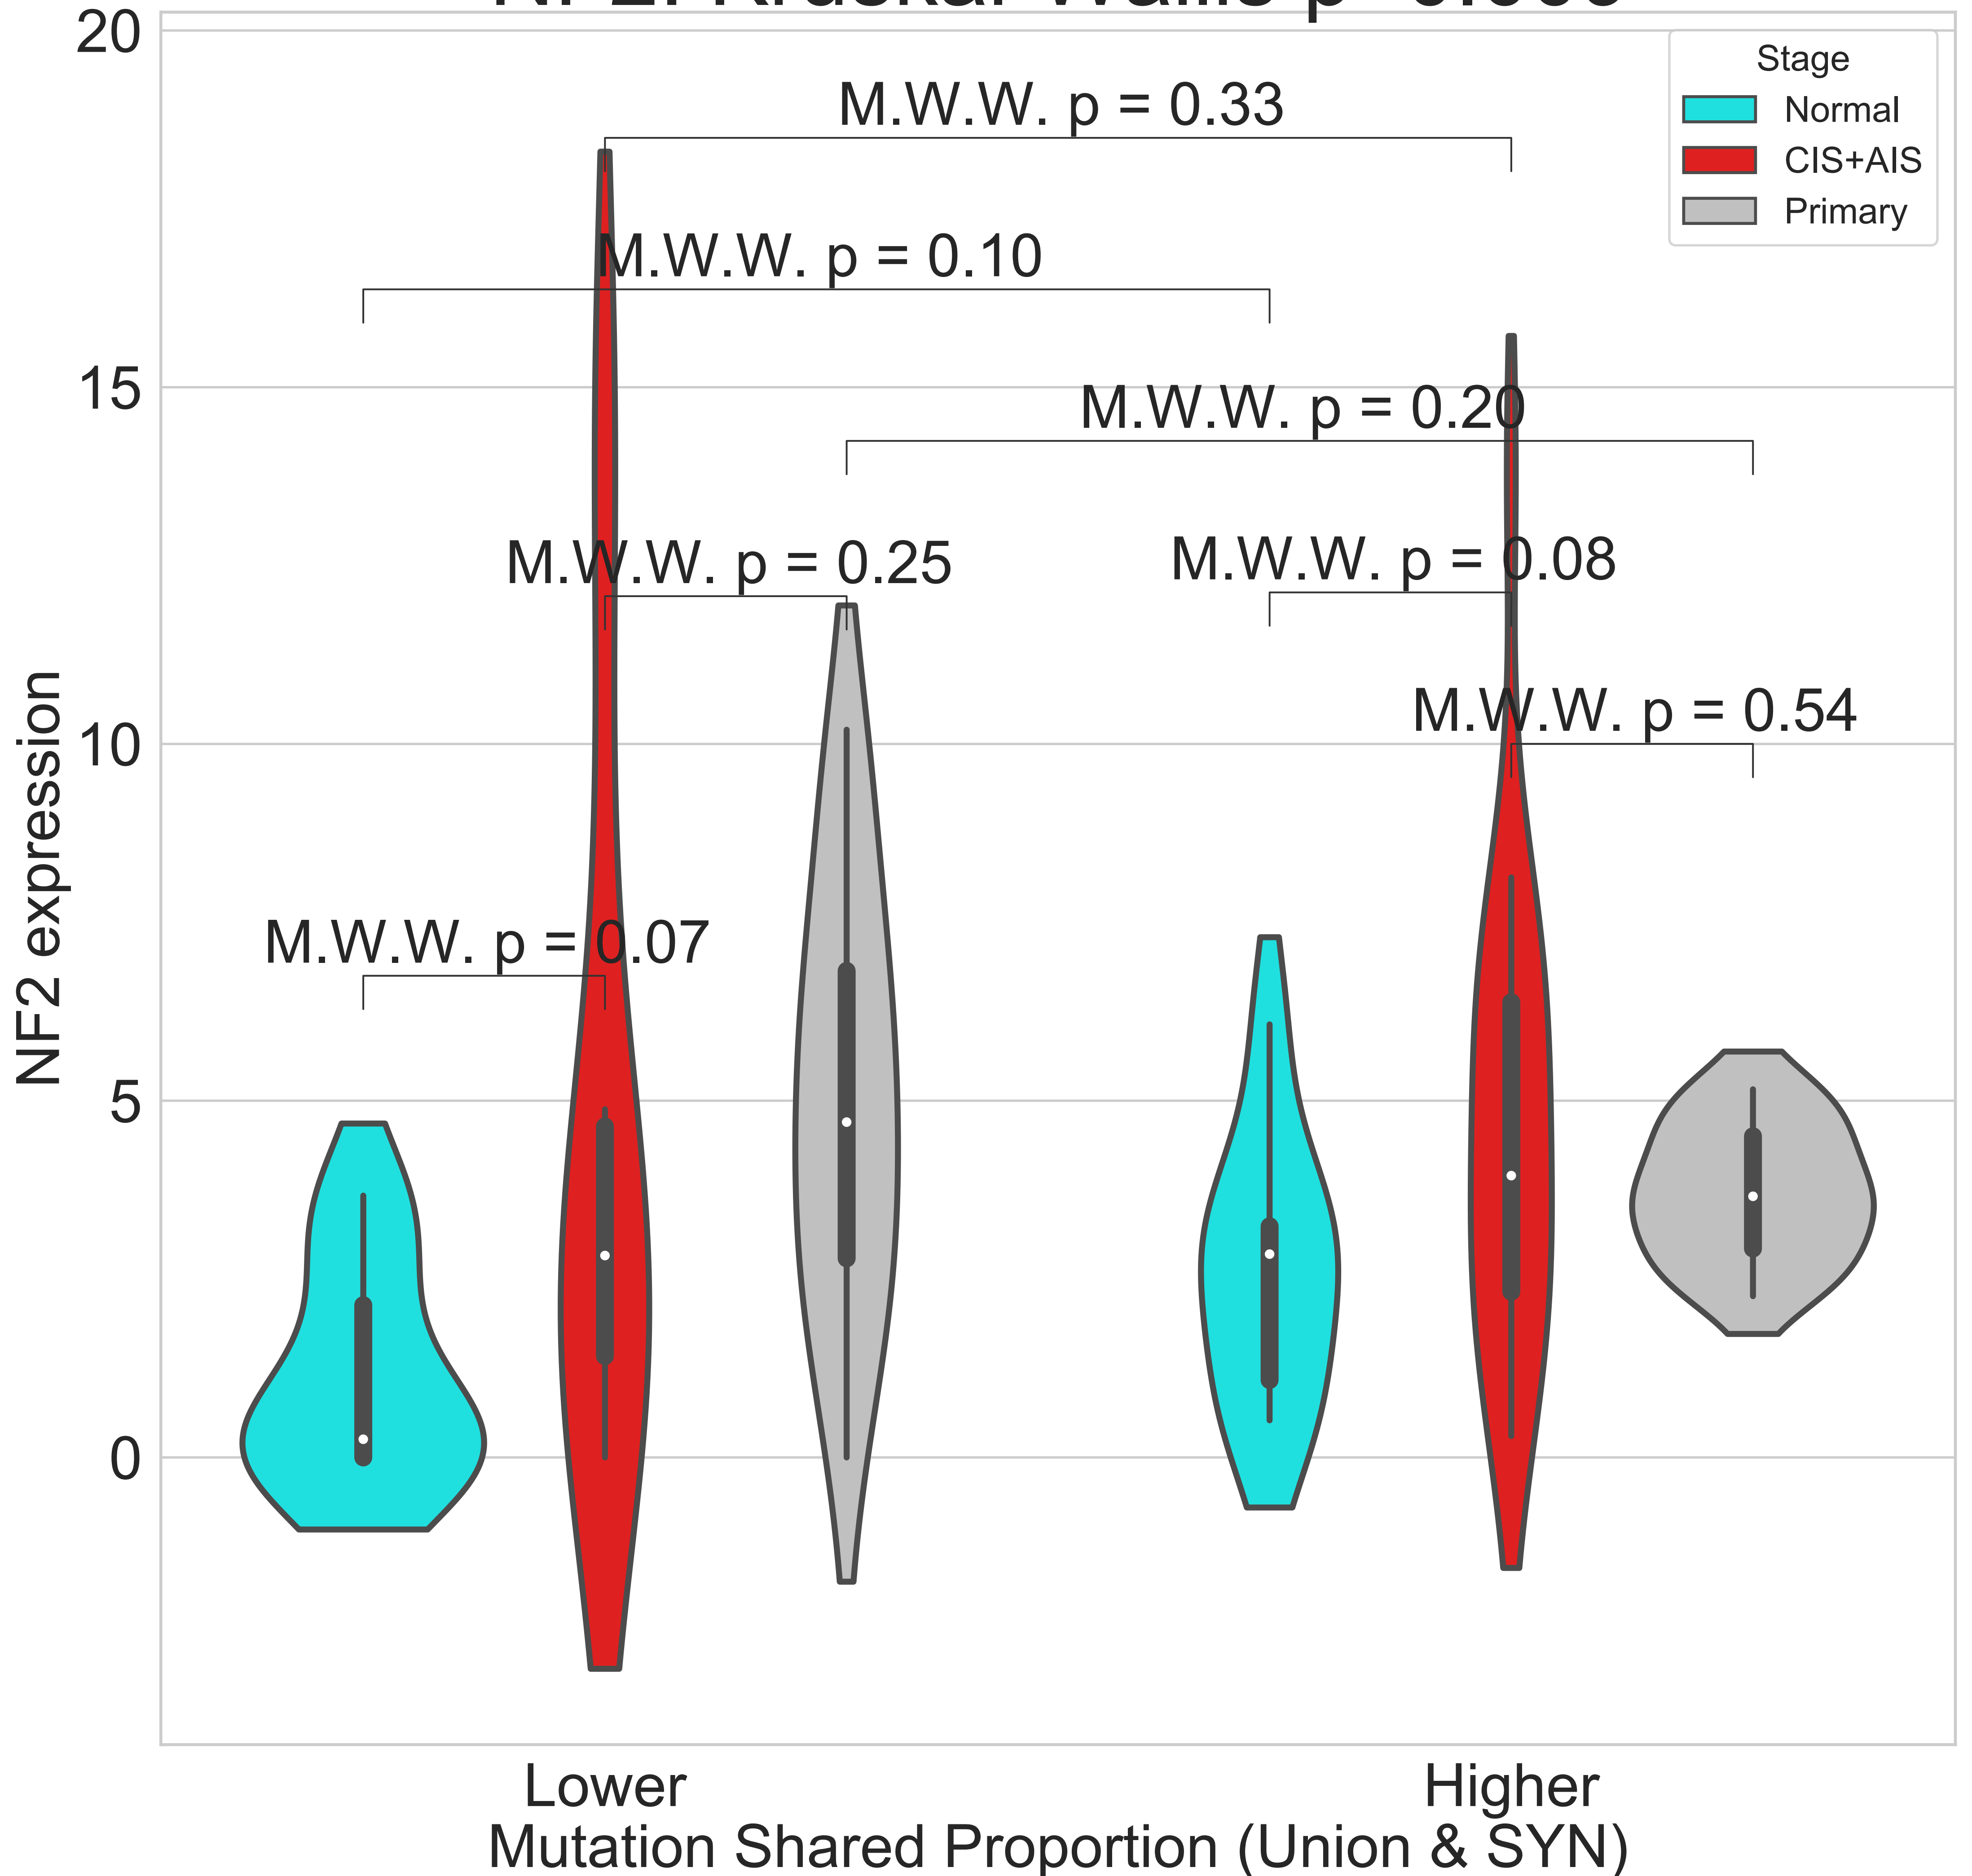 20
Stage
Normal
CIS+AIS
Primary
M.W.W. p = 0.33
M.W.W. p = 0.10
15
M.W.W. p = 0.20
M.W.W. p = 0.25
M.W.W. p = 0.08
10
M.W.W. p = 0.54
NF2 expression
M.W.W. p = 0.07
5
0
Lower
Higher
Mutation Shared Proportion (Union & SYN)